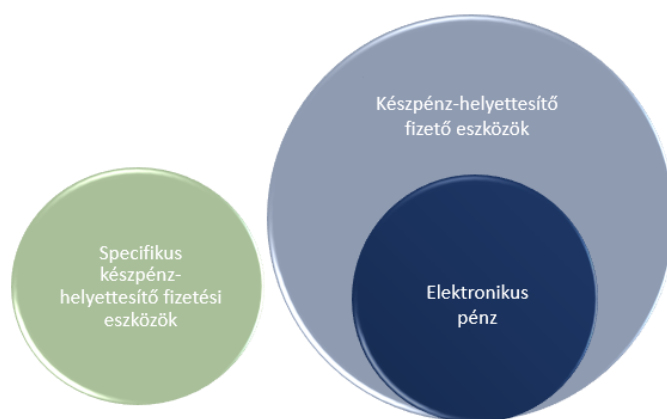 Készpénz-helyettesítő
fizető eszközök
Specifikus
készpénz-
helyettesítő fizetési
eszközök
Elektronikus
pénz